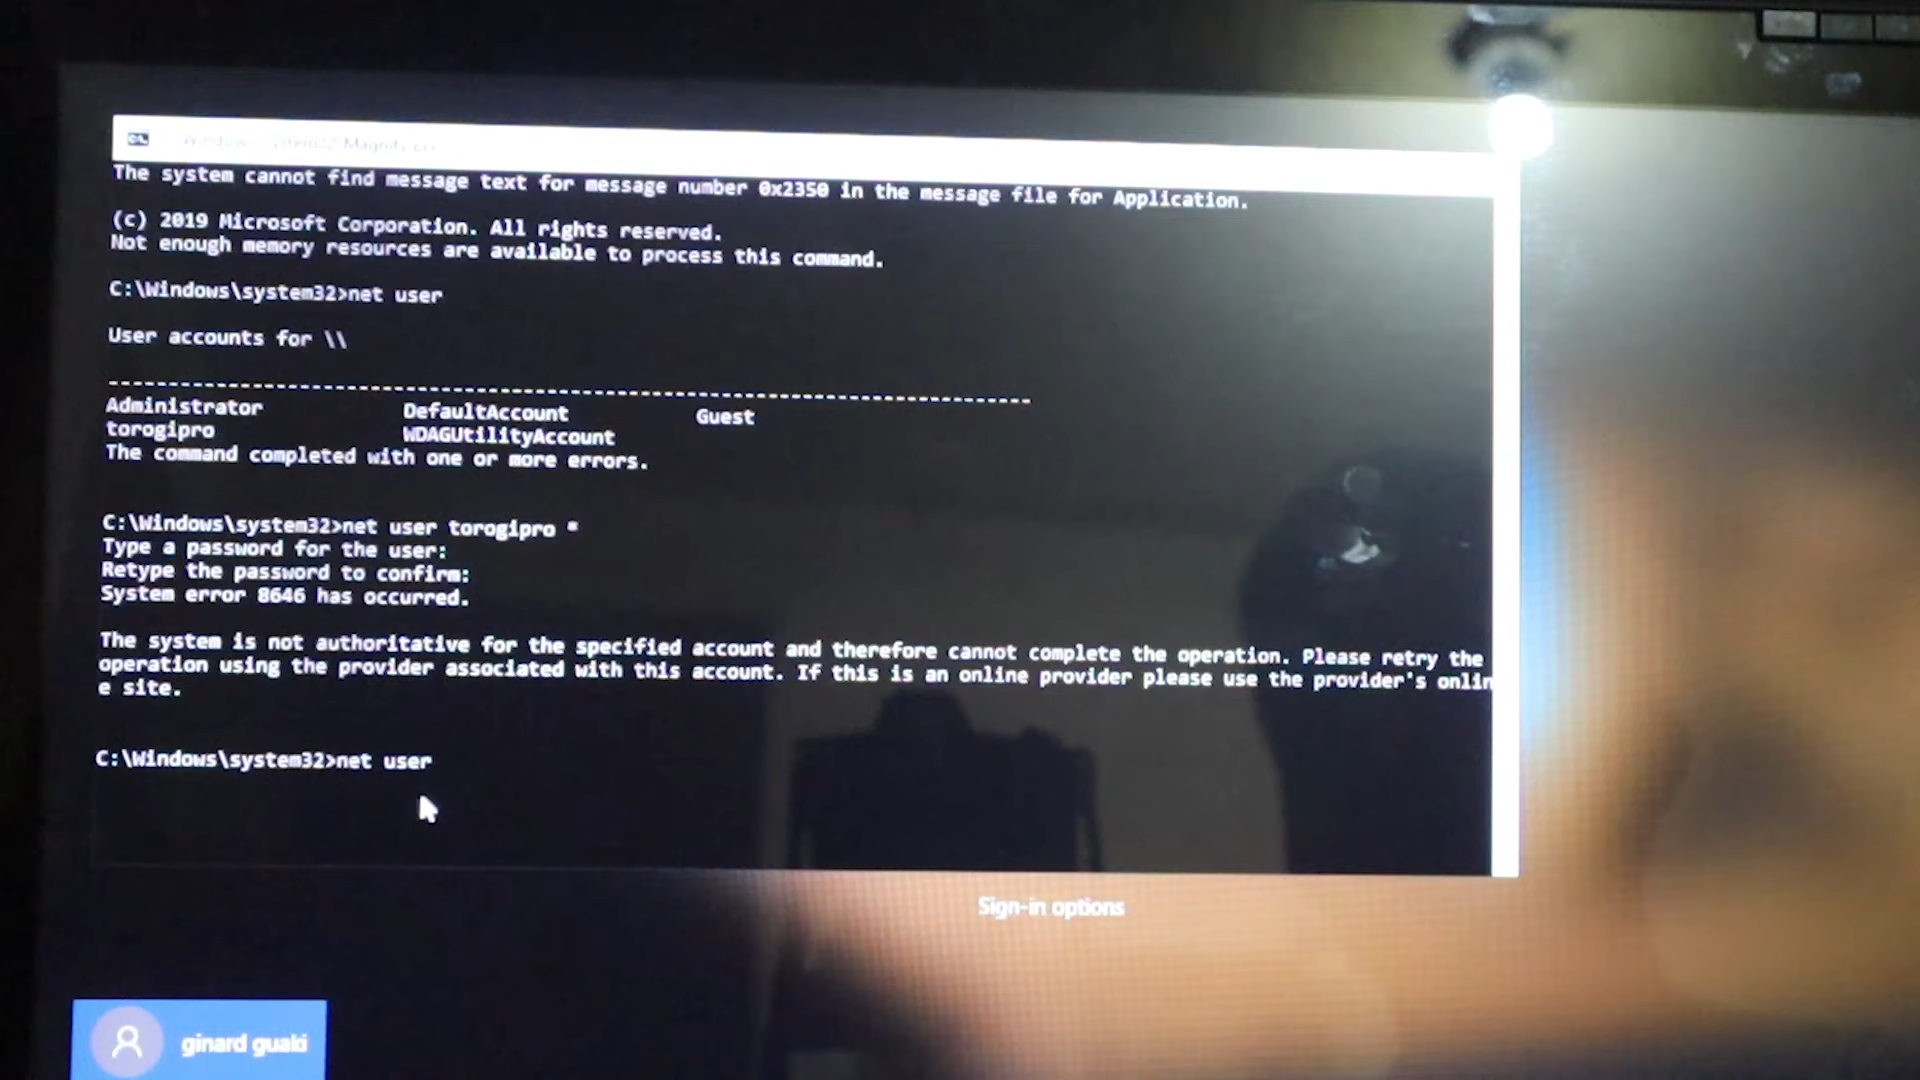 C:\Windows\System32\Magnify.exe
The system cannot find message text for message number 0x2350 in the message file for Application.
(c) 2019 Microsoft Corporation. All rights reserved.
Not enough memory resources are available to process this command.
C:\Windows\system32>net user
User accounts for \\
-------------------------------------------------------------------------------
Administrator DefaultAccount Guest
torogipro WDAGUtilityAccount
The command completed with one or more errors.
C:\Windows\system32>net user torogipro *
Type a password for the user:
Retype the password to confirm:
System error 8646 has occurred.
The system is not authoritative for the specified account and therefore cannot complete the operation. Please retry the
operation using the provider associated with this account. If this is an online provider please use the provider's onlin
e site.
C:\Windows\system32>net user
Sign-in options
ginard guaki